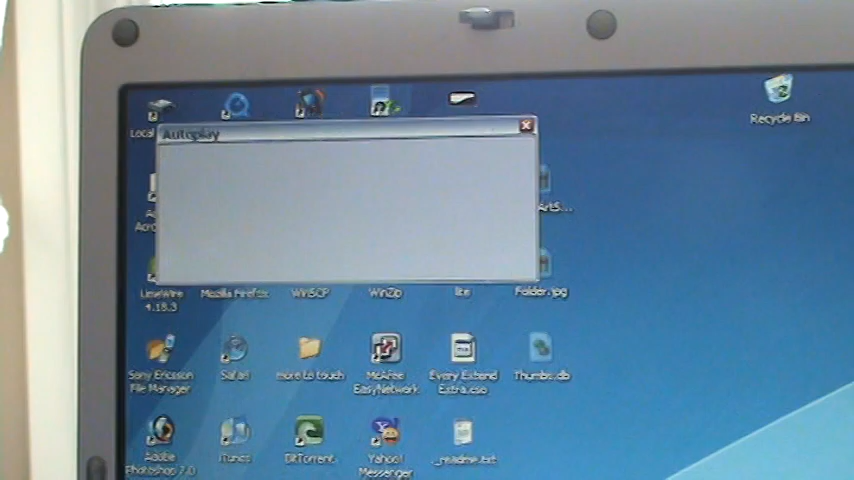 Recycle Bin
Local
Autoplay
ArtS...
LimeWire
4.18.3
Mozilla Firefox
WinSCP
WinZip
lite
Folder.jpg
Sony Ericsson
File Manager
Safari
more to touch
McAfee
EasyNetwork
Every Extend
Extra.cso
Thumbs.db
Adobe
Photoshop 7.0
iTunes
BitTorrent
Yahoo!
Messenger
._readme.txt